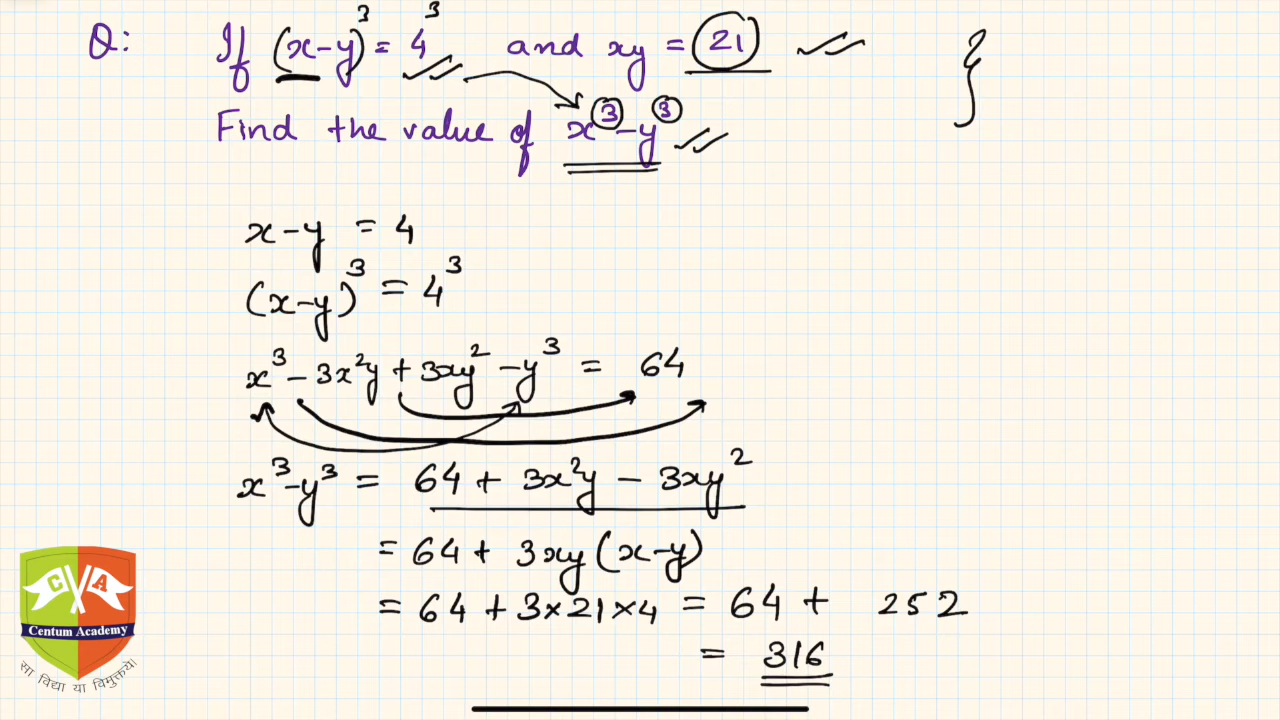 Q: If (x-y)³ = 4³ and xy = 21
Find the value of x³-y³
x-y = 4
(x-y)³ = 4³
x³ - 3x²y + 3xy² - y³ = 64
x³-y³ = 64 + 3x²y - 3xy²
= 64 + 3xy(x-y)
= 64 + 3×21×4 = 64 + 252
= 316
C A
Centum Academy
सा विद्या या विमुक्तये।